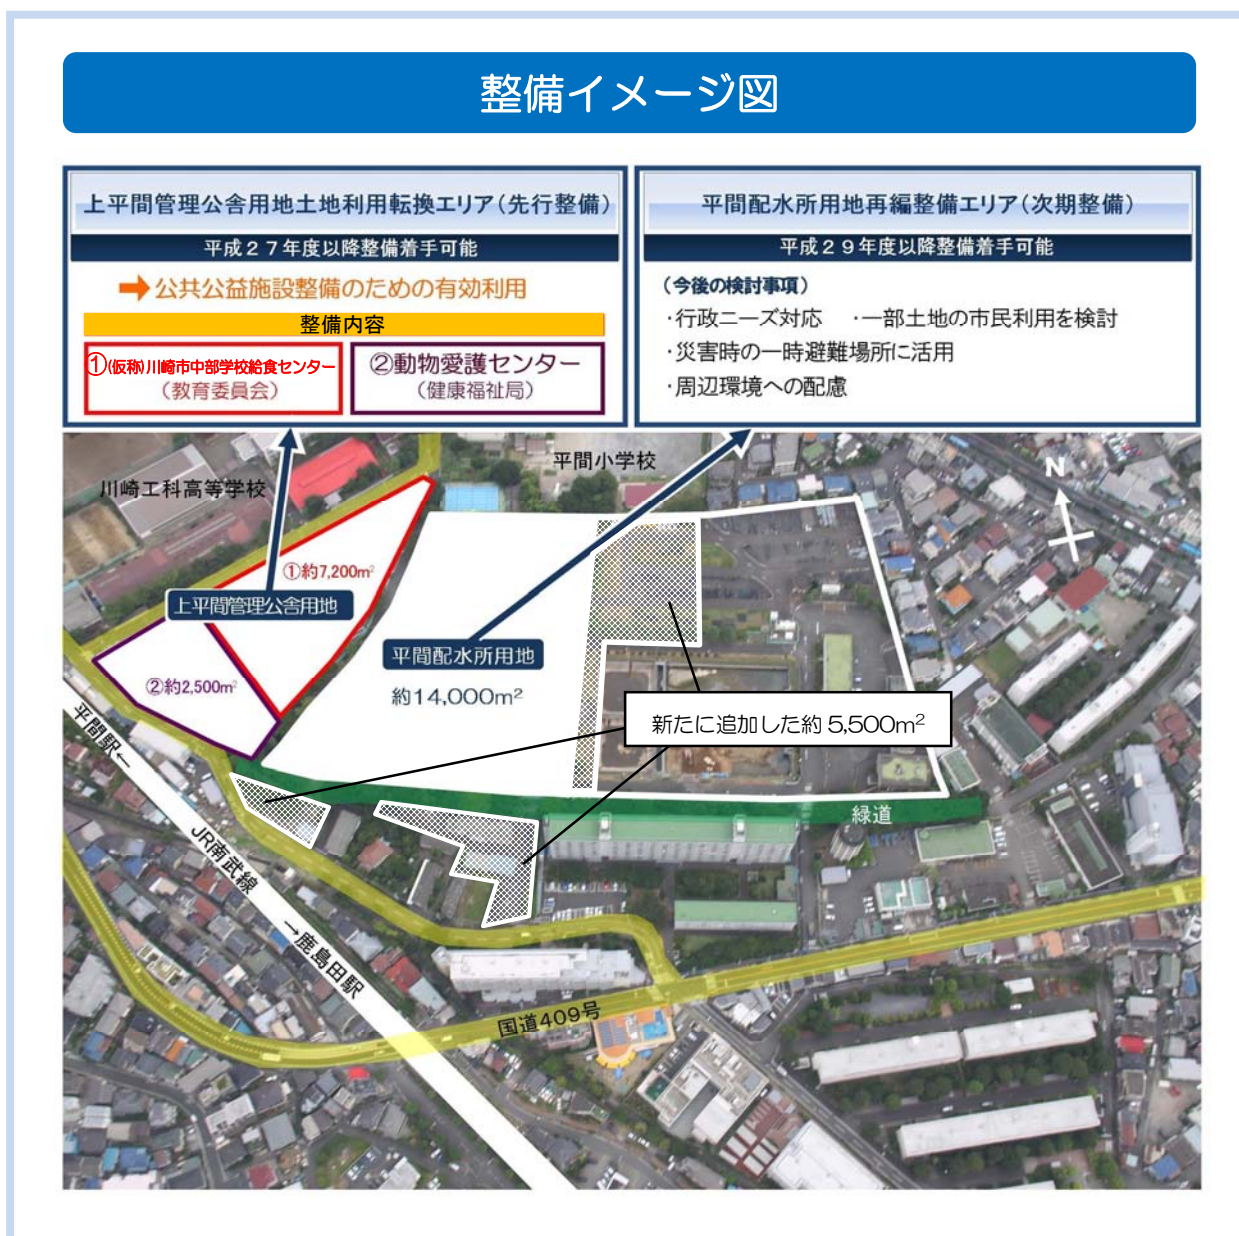 整備イメージ図
上平間管理公舎用地土地利用転換エリア(先行整備)
平成27年度以降整備着手可能
➡公共公益施設整備のための有効利用
整備内容
①(仮称)川崎市中部学校給食センター
(教育委員会)
②動物愛護センター
(健康福祉局)
平間配水所用地再編整備エリア(次期整備)
平成29年度以降整備着手可能
(今後の検討事項)
・行政ニーズ対応 ・一部土地の市民利用を検討
・災害時の一時避難場所に活用
・周辺環境への配慮
平間小学校
川崎工科高等学校
N
①約7,200m²
上平間管理公舎用地
平間配水所用地
約14,000m²
②約2,500m²
新たに追加した約5,500m²
平間駅←
緑道
JR南武線
→鹿島田駅
国道409号